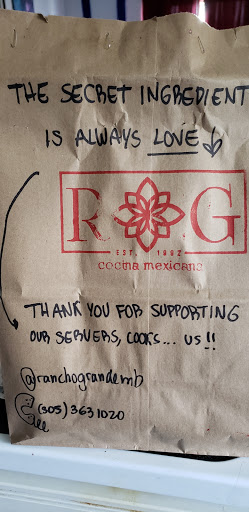 THE SECRET INGREDIENT
IS ALWAYS LOVE
R G
EST. 1992
cocina mexicana
THANK YOU FOR SUPPORTING
OUR SERVERS, COOKS... US!!
@ranchograndemb
(305) 363 1020